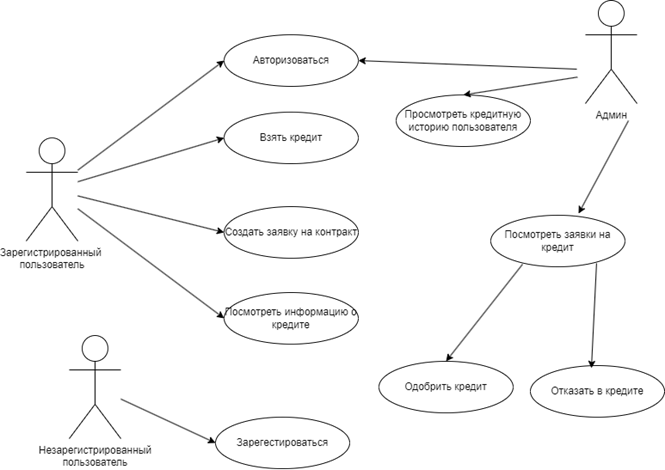 Авторизоваться
Просмотреть кредитную
историю пользователя
Админ
Взять кредит
Зарегистрированный
пользователь
Создать заявку на контракт
Посмотреть заявки на
кредит
Посмотреть информацию о
кредите
Одобрить кредит
Отказать в кредите
Незарегистрированный
пользователь
Зарегестироваться